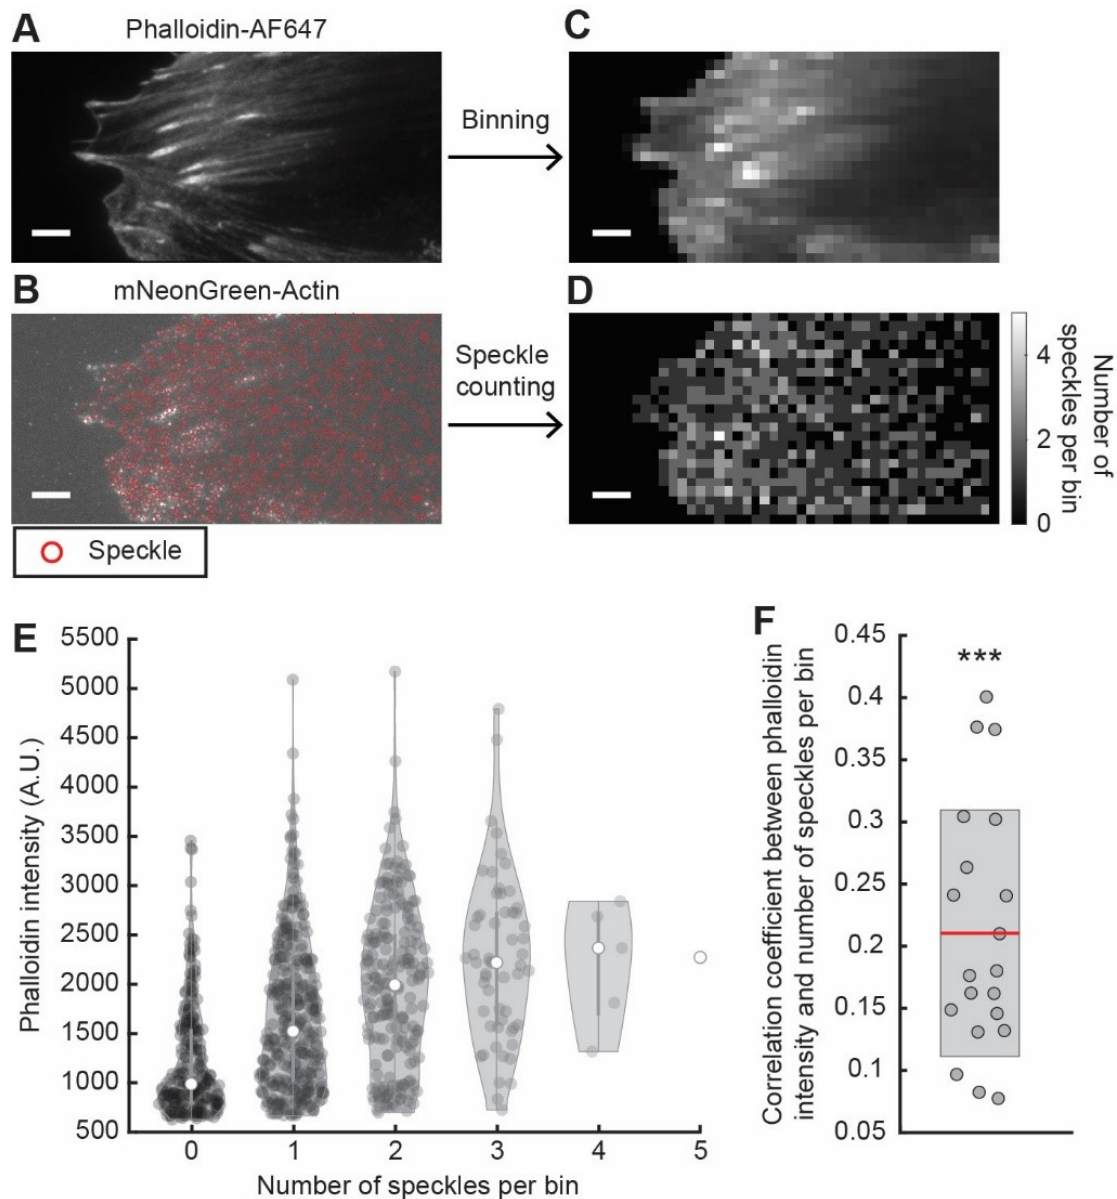 A
Phalloidin-AF647
Binning
C
B
mNeonGreen-Actin
Speckle
counting
D
4
2
0
Number of
speckles per bin
Speckle
E
5500
5000
4500
4000
3500
3000
2500
2000
1500
1000
500
Phalloidin intensity (A.U.)
0 1 2 3 4 5
Number of speckles per bin
F
0.45
0.4
0.35
0.3
0.25
0.2
0.15
0.1
0.05
***
Correlation coefficient between phalloidin
intensity and number of speckles per bin